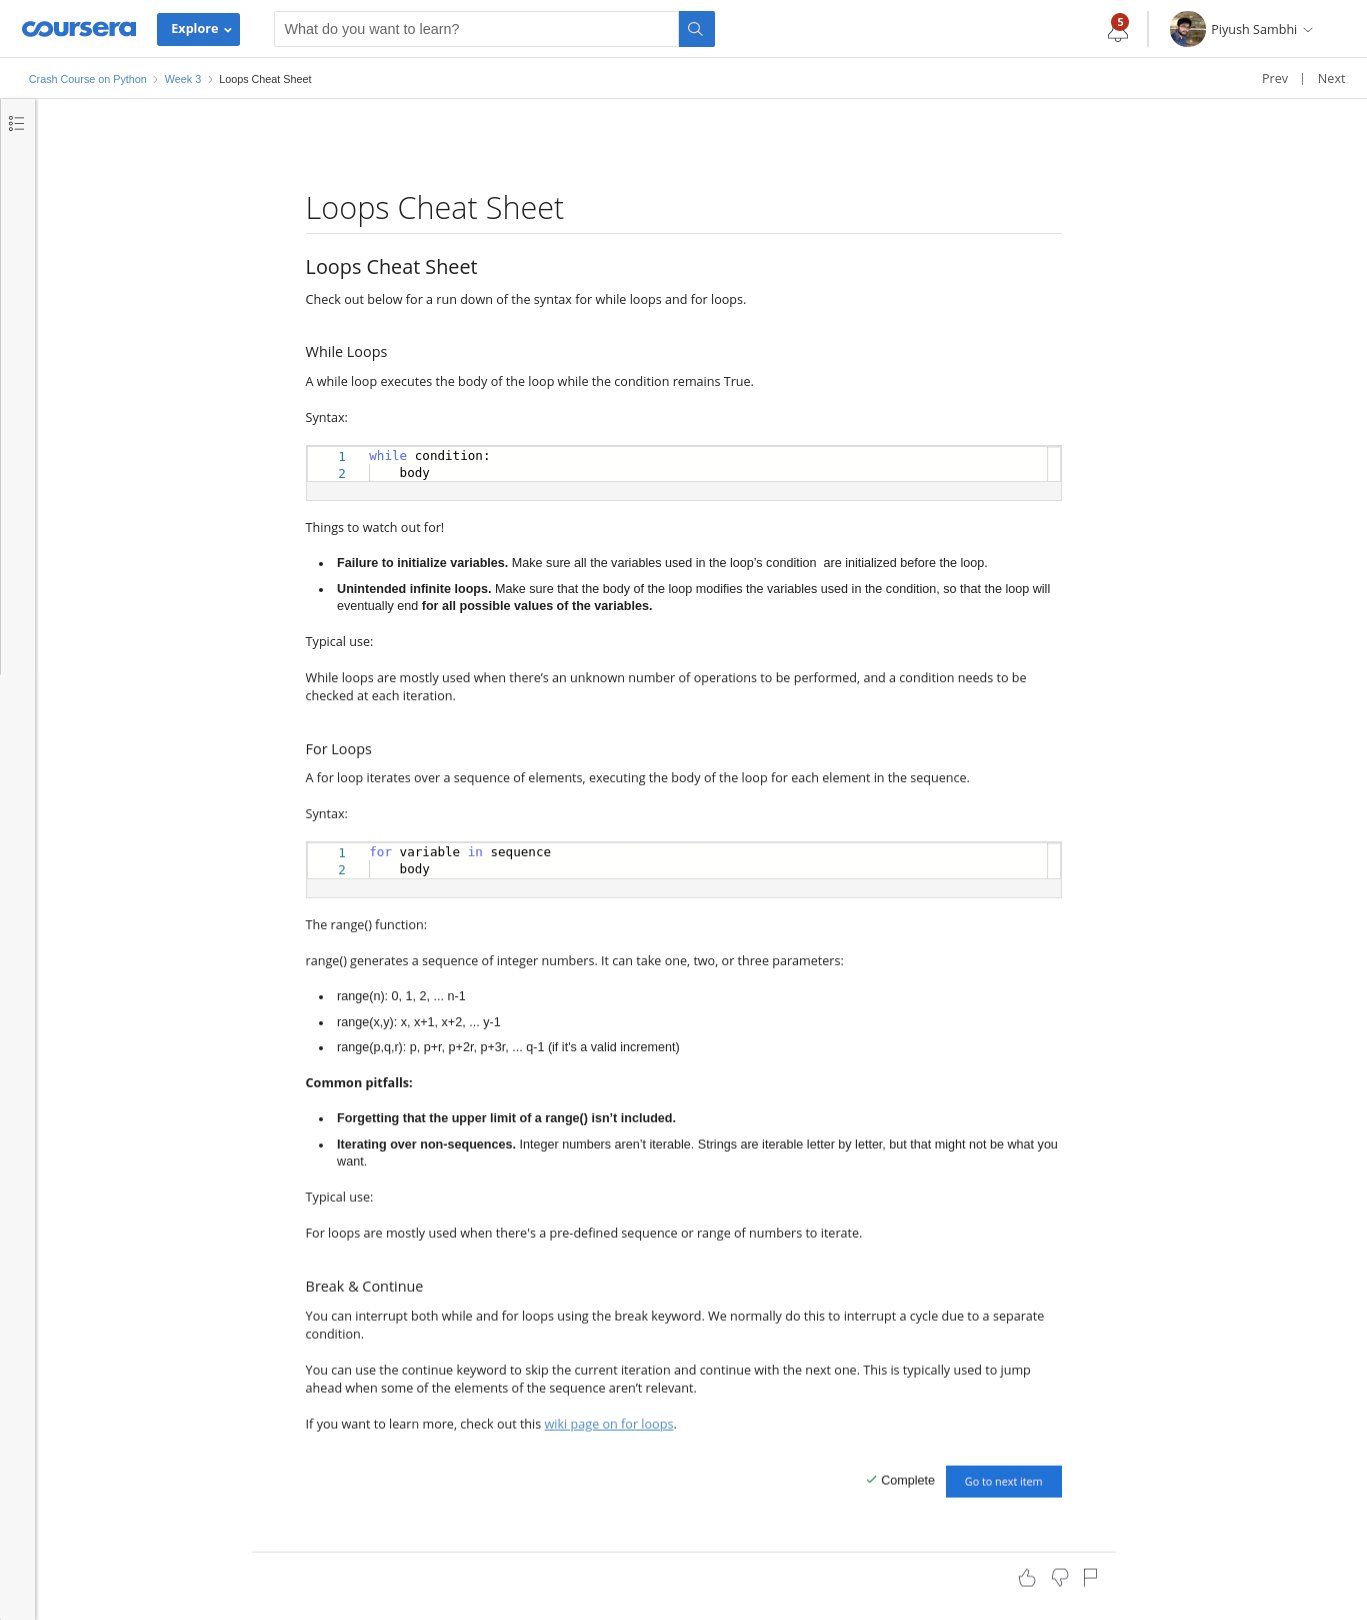 coursera
Explore
What do you want to learn?
5
Piyush Sambhi
Crash Course on Python > Week 3 > Loops Cheat Sheet
Prev | Next
Loops Cheat Sheet
Loops Cheat Sheet
Check out below for a run down of the syntax for while loops and for loops.
While Loops
A while loop executes the body of the loop while the condition remains True.
Syntax:
1 while condition:
2     body
Things to watch out for!
• Failure to initialize variables. Make sure all the variables used in the loop’s condition  are initialized before the loop.
• Unintended infinite loops. Make sure that the body of the loop modifies the variables used in the condition, so that the loop will
eventually end for all possible values of the variables.
Typical use:
While loops are mostly used when there’s an unknown number of operations to be performed, and a condition needs to be
checked at each iteration.
For Loops
A for loop iterates over a sequence of elements, executing the body of the loop for each element in the sequence.
Syntax:
1 for variable in sequence
2     body
The range() function:
range() generates a sequence of integer numbers. It can take one, two, or three parameters:
• range(n): 0, 1, 2, ... n-1
• range(x,y): x, x+1, x+2, ... y-1
• range(p,q,r): p, p+r, p+2r, p+3r, ... q-1 (if it's a valid increment)
Common pitfalls:
• Forgetting that the upper limit of a range() isn’t included.
• Iterating over non-sequences. Integer numbers aren’t iterable. Strings are iterable letter by letter, but that might not be what you
want.
Typical use:
For loops are mostly used when there's a pre-defined sequence or range of numbers to iterate.
Break & Continue
You can interrupt both while and for loops using the break keyword. We normally do this to interrupt a cycle due to a separate
condition.
You can use the continue keyword to skip the current iteration and continue with the next one. This is typically used to jump
ahead when some of the elements of the sequence aren’t relevant.
If you want to learn more, check out this wiki page on for loops.
Complete
Go to next item